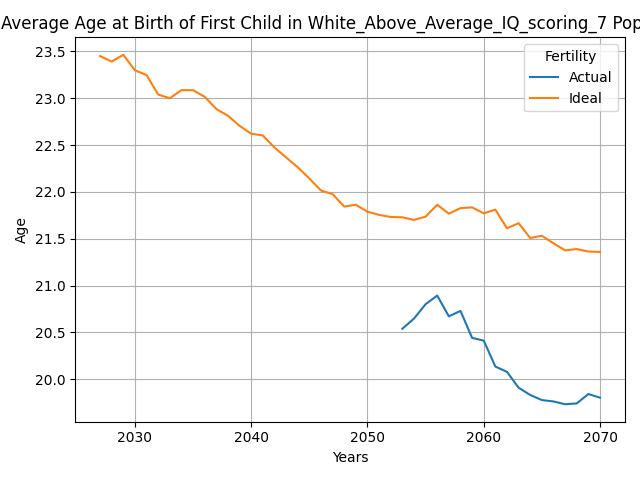 Average Age at Birth of First Child in White_Above_Average_IQ_scoring_7 Pop
23.5
23.0
22.5
22.0
21.5
21.0
20.5
20.0
Age
Fertility
Actual
Ideal
2030 2040 2050 2060 2070
Years